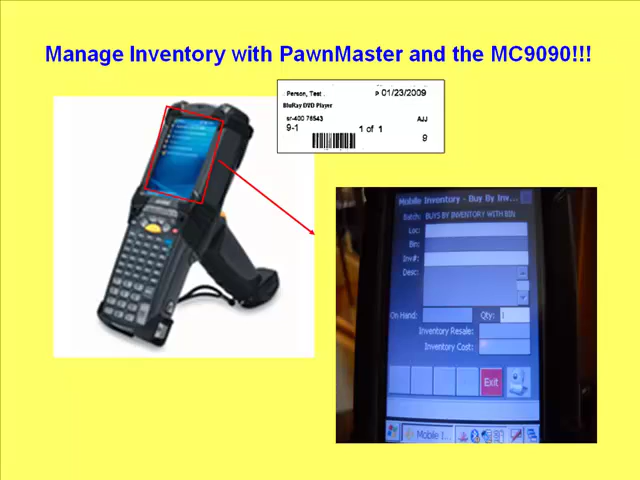 Manage Inventory with PawnMaster and the MC9090!!!
. Person, Test .
P 01/23/2009
BluRay DVD Player
sr-400 76543
AJJ
9-1
1 of 1
9
Mobile Inventory - Buy By Inv...
Batch: BUYS BY INVENTORY WITH BIN
Loc:
Bin:
Inv#:
Desc:
On Hand:
Qty: 1
Inventory Resale:
Inventory Cost:
Exit
Mobile I...